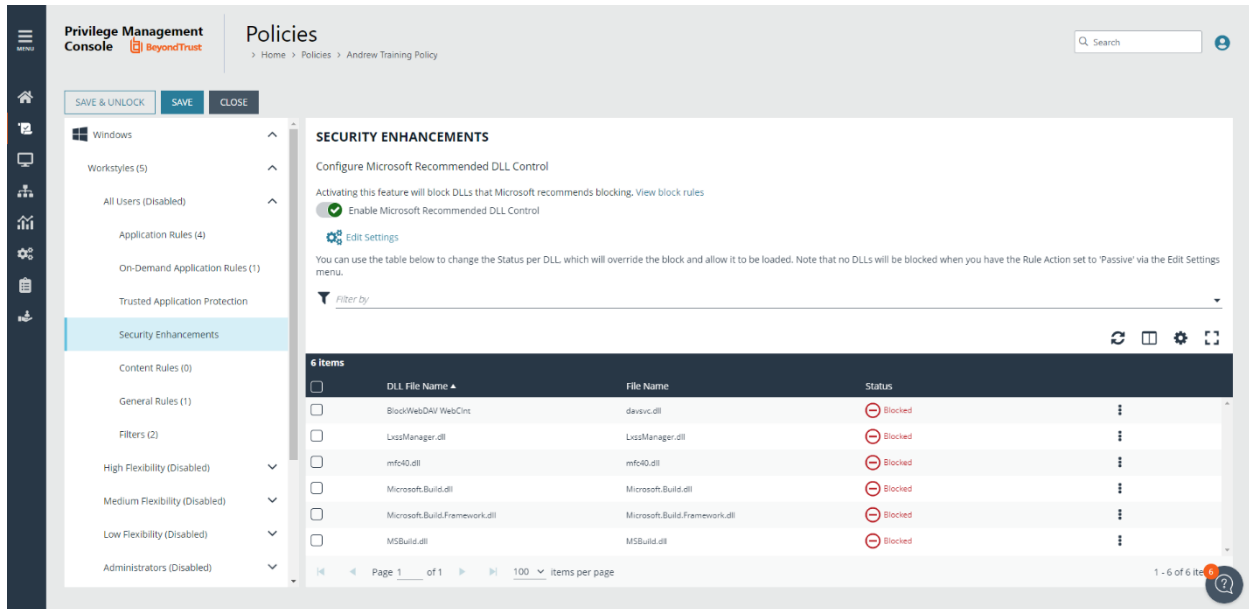 MENU
Privilege Management
Console BeyondTrust
Policies
> Home > Policies > Andrew Training Policy
Search
SAVE & UNLOCK SAVE CLOSE
Windows
Workstyles (5)
All Users (Disabled)
Application Rules (4)
On-Demand Application Rules (1)
Trusted Application Protection
Security Enhancements
Content Rules (0)
General Rules (1)
Filters (2)
High Flexibility (Disabled)
Medium Flexibility (Disabled)
Low Flexibility (Disabled)
Administrators (Disabled)
SECURITY ENHANCEMENTS
Configure Microsoft Recommended DLL Control
Activating this feature will block DLLs that Microsoft recommends blocking. View block rules
Enable Microsoft Recommended DLL Control
Edit Settings
You can use the table below to change the Status per DLL, which will override the block and allow it to be loaded. Note that no DLLs will be blocked when you have the Rule Action set to 'Passive' via the Edit Settings
menu.
Filter by
6 items
DLL File Name File Name Status
BlockWebDAV WebClnt davsvc.dll Blocked
LxssManager.dll LxssManager.dll Blocked
mfc40.dll mfc40.dll Blocked
Microsoft.Build.dll Microsoft.Build.dll Blocked
Microsoft.Build.Framework.dll Microsoft.Build.Framework.dll Blocked
MSBuild.dll MSBuild.dll Blocked
Page 1 of 1 100 items per page 1 - 6 of 6 ite
6